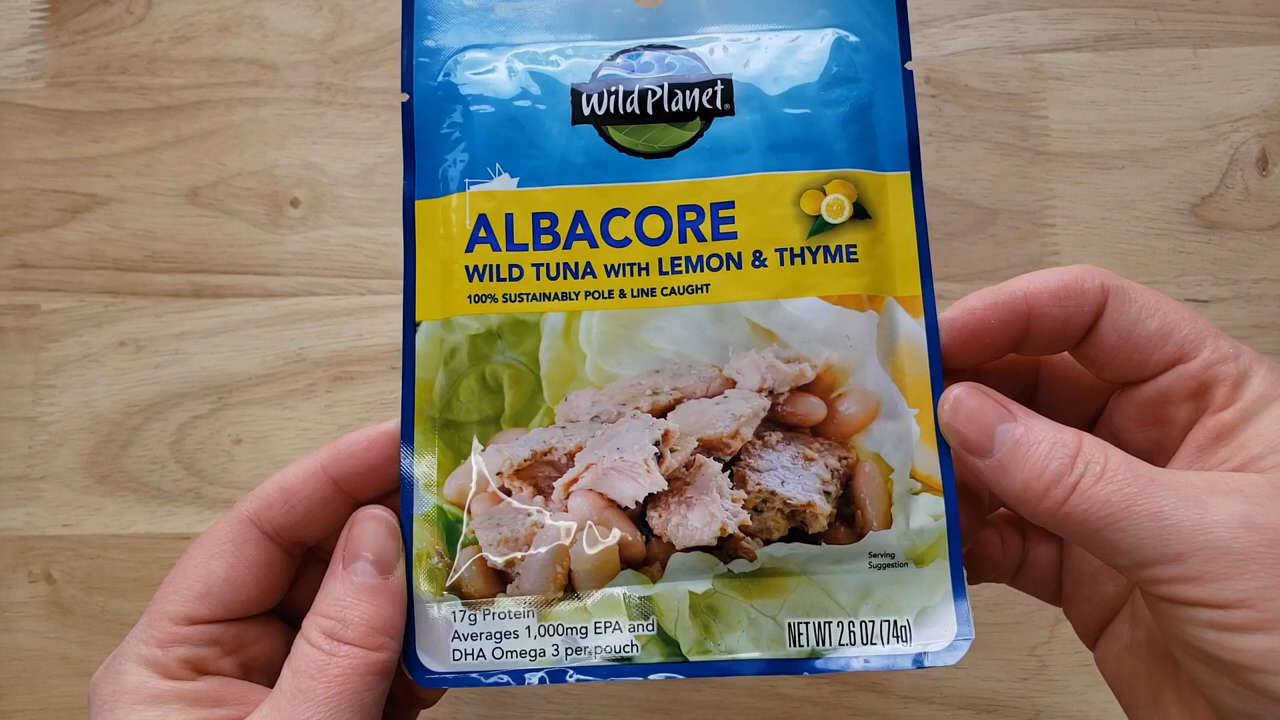 Wild Planet®
ALBACORE
WILD TUNA WITH LEMON & THYME
100% SUSTAINABLY POLE & LINE CAUGHT
Serving
Suggestion
17g Protein
Averages 1,000mg EPA and
DHA Omega 3 per pouch
NET WT 2.6 OZ (74g)